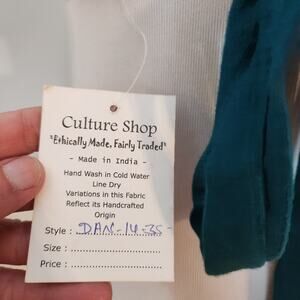 Culture Shop
"Ethically Made, Fairly Traded"
- Made in India -
Hand Wash in Cold Water
Line Dry
Variations in this Fabric
Reflect its Handcrafted
Origin
Style : DAN-14-35-
Size :
Price :